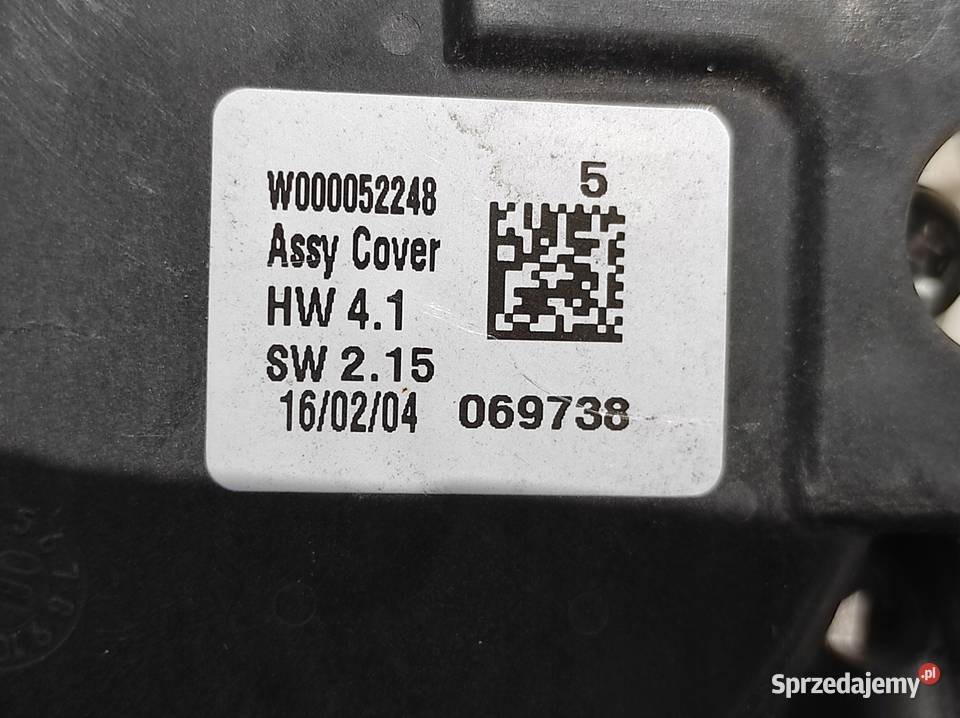 5
W000052248
Assy Cover
HW 4.1
SW 2.15
16/02/04 069738
Sprzedajemy.pl